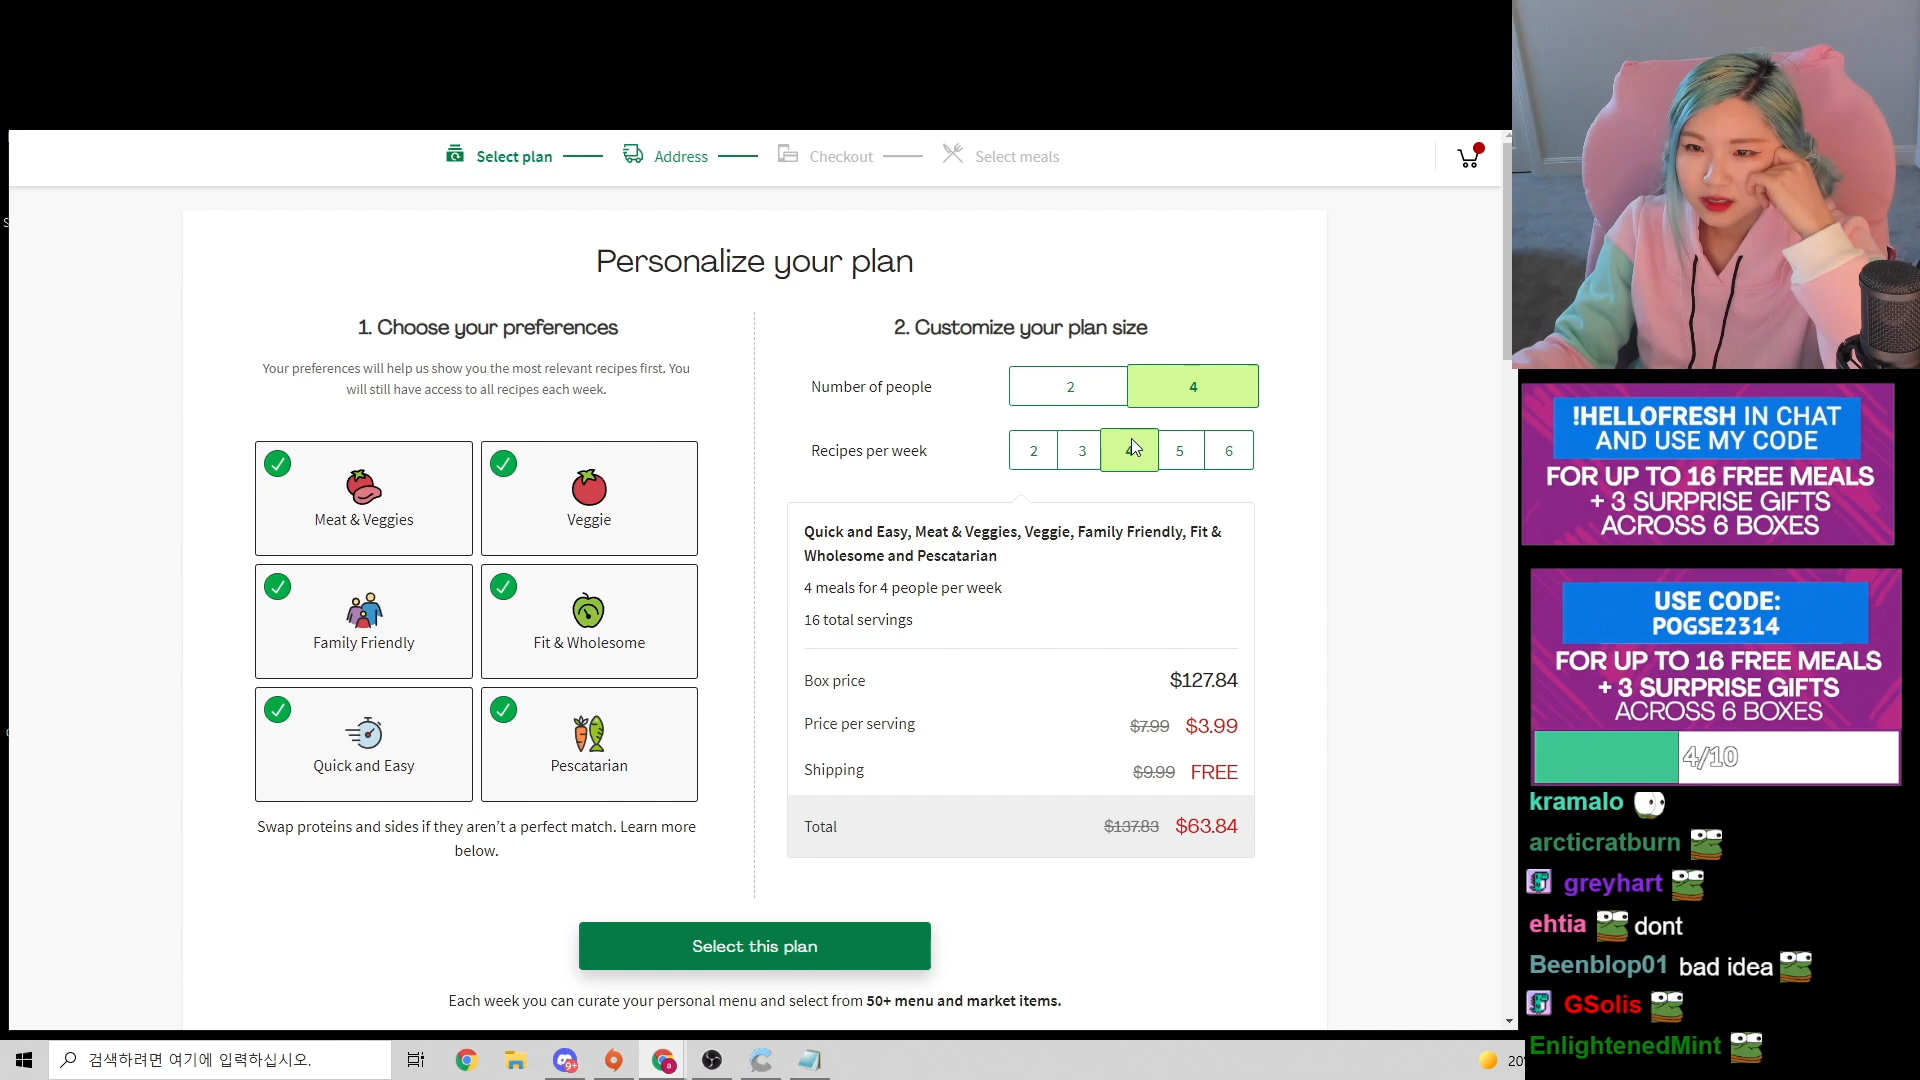 Select plan
Address
Checkout
Select meals
Personalize your plan
1. Choose your preferences
Your preferences will help us show you the most relevant recipes first. You
will still have access to all recipes each week.
Meat & Veggies
Veggie
Family Friendly
Fit & Wholesome
Quick and Easy
Pescatarian
Swap proteins and sides if they aren't a perfect match. Learn more
below.
2. Customize your plan size
Number of people
2
4
Recipes per week
2
3
4
5
6
Quick and Easy, Meat & Veggies, Veggie, Family Friendly, Fit &
Wholesome and Pescatarian
4 meals for 4 people per week
16 total servings
Box price
$127.84
Price per serving
$7.99 $3.99
Shipping
$9.99 FREE
Total
$137.83 $63.84
Select this plan
Each week you can curate your personal menu and select from 50+ menu and market items.
!HELLOFRESH IN CHAT
AND USE MY CODE
FOR UP TO 16 FREE MEALS
+ 3 SURPRISE GIFTS
ACROSS 6 BOXES
USE CODE:
POGSE2314
FOR UP TO 16 FREE MEALS
+ 3 SURPRISE GIFTS
ACROSS 6 BOXES
4/10
kramalo
arcticratburn
greyhart
ehtia dont
Beenblop01 bad idea
GSolis
EnlightenedMint
검색하려면 여기에 입력하십시오.
9+
a
20